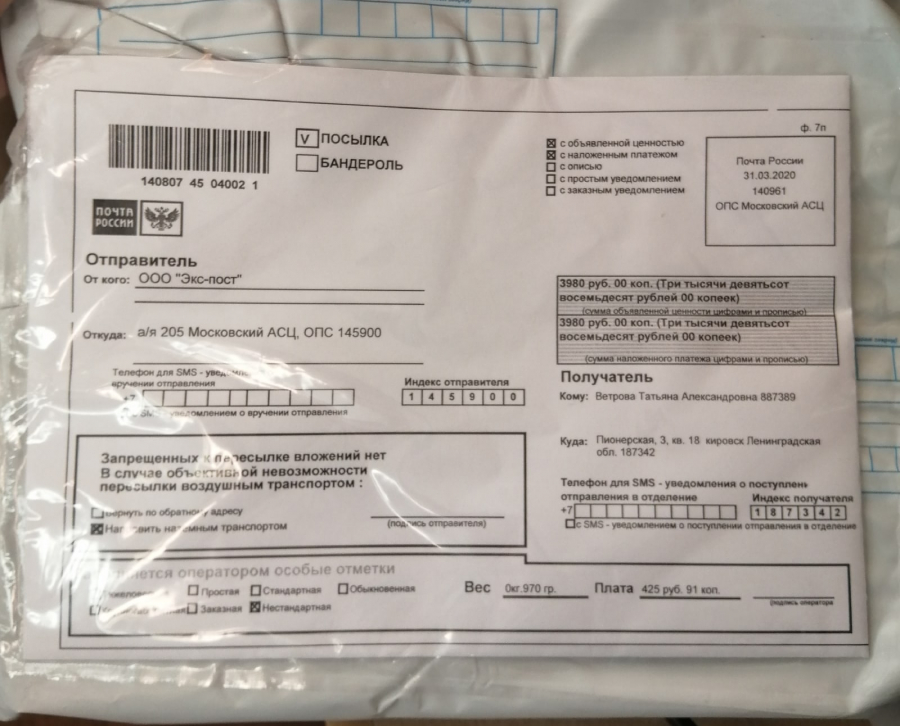 ф. 7п
140807 45 04002 1
V ПОСЫЛКА
БАНДЕРОЛЬ
с объявленной ценностью
с наложенным платежом
с описью
с простым уведомлением
с заказным уведомлением
Почта России
31.03.2020
140961
ОПС Московский АСЦ
ПОЧТА
РОССИИ
Отправитель
От кого: ООО "Экс-пост"
Откуда: а/я 205 Московский АСЦ, ОПС 145900
Телефон для SMS -
вручении отправления
+7
SMS - уведомлением о вручении отправления
Индекс отправителя
1 4 5 9 0 0
3980 руб. 00 коп. (Три тысячи девятьсот
восемьдесят рублей 00 копеек)
(сумма объявленной ценности цифрами и прописью)
3980 руб. 00 коп. (Три тысячи девятьсот
восемьдесят рублей 00 копеек)
(сумма наложенного платежа цифрами и прописью)
Получатель
Кому: Ветрова Татьяна Александровна 887389
Куда: Пионерская, 3, кв. 18 кировск Ленинградская
обл. 187342
Телефон для SMS - уведомления о поступлен
отправления в отделение
+7
Индекс получателя
1 8 7 3 4 2
с SMS - уведомлением о поступлении отправления в отделение
Запрещенных к пересылке вложений нет
В случае объективной невозможности
пересылки воздушным транспортом :
Вернуть по обратному адресу
Направить наземным транспортом
(подпись отправителя)
оператором особые отметки
Простая
Стандартная
Обыкновенная
Заказная
Нестандартная
Вес 0кг.970 гр.
Плата 425 руб. 91 коп.
(подпись оператора